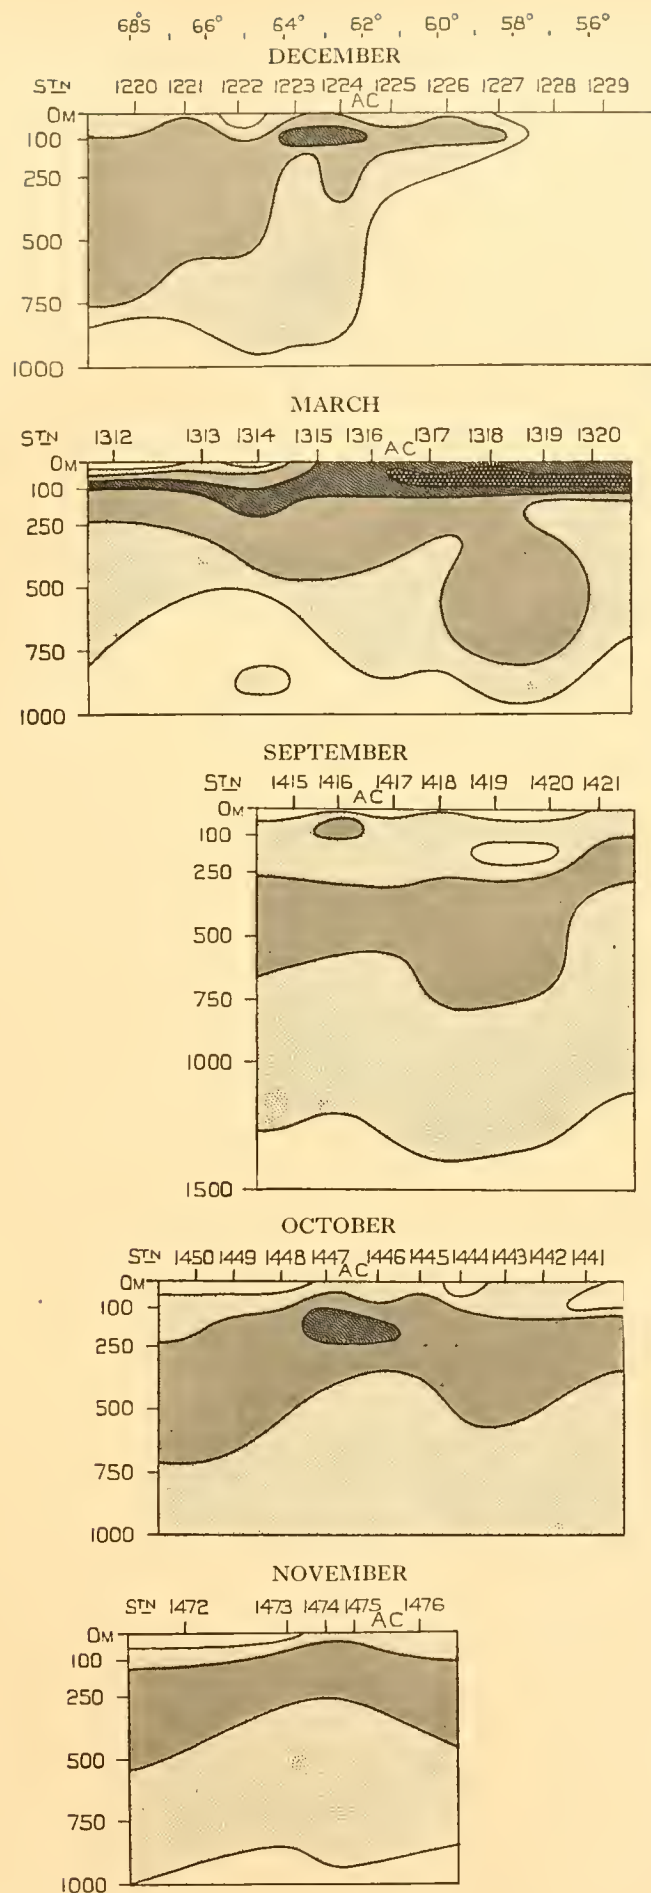 68°S 66° 64° 62° 60° 58° 56°
DECEMBER
STN 1220 1221 1222 1223 1224 1225 1226 1227 1228 1229
AC
0M
100
250
500
750
1000
MARCH
STN 1312 1313 1314 1315 1316 1317 1318 1319 1320
AC
0M
100
250
500
750
1000
SEPTEMBER
STN 1415 1416 1417 1418 1419 1420 1421
AC
0M
100
250
500
750
1000
1500
OCTOBER
STN 1450 1449 1448 1447 1446 1445 1444 1443 1442 1441
AC
0M
100
250
500
750
1000
NOVEMBER
STN 1472 1473 1474 1475 AC 1476
0M
100
250
500
750
1000